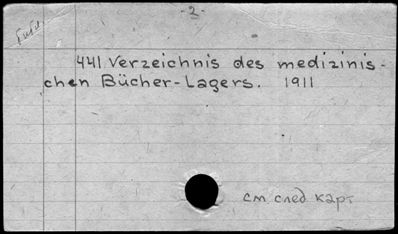 -2-
441 Verzeichnis des medizinis-
chen Bücher-Lagers. 1911
см. след. карт